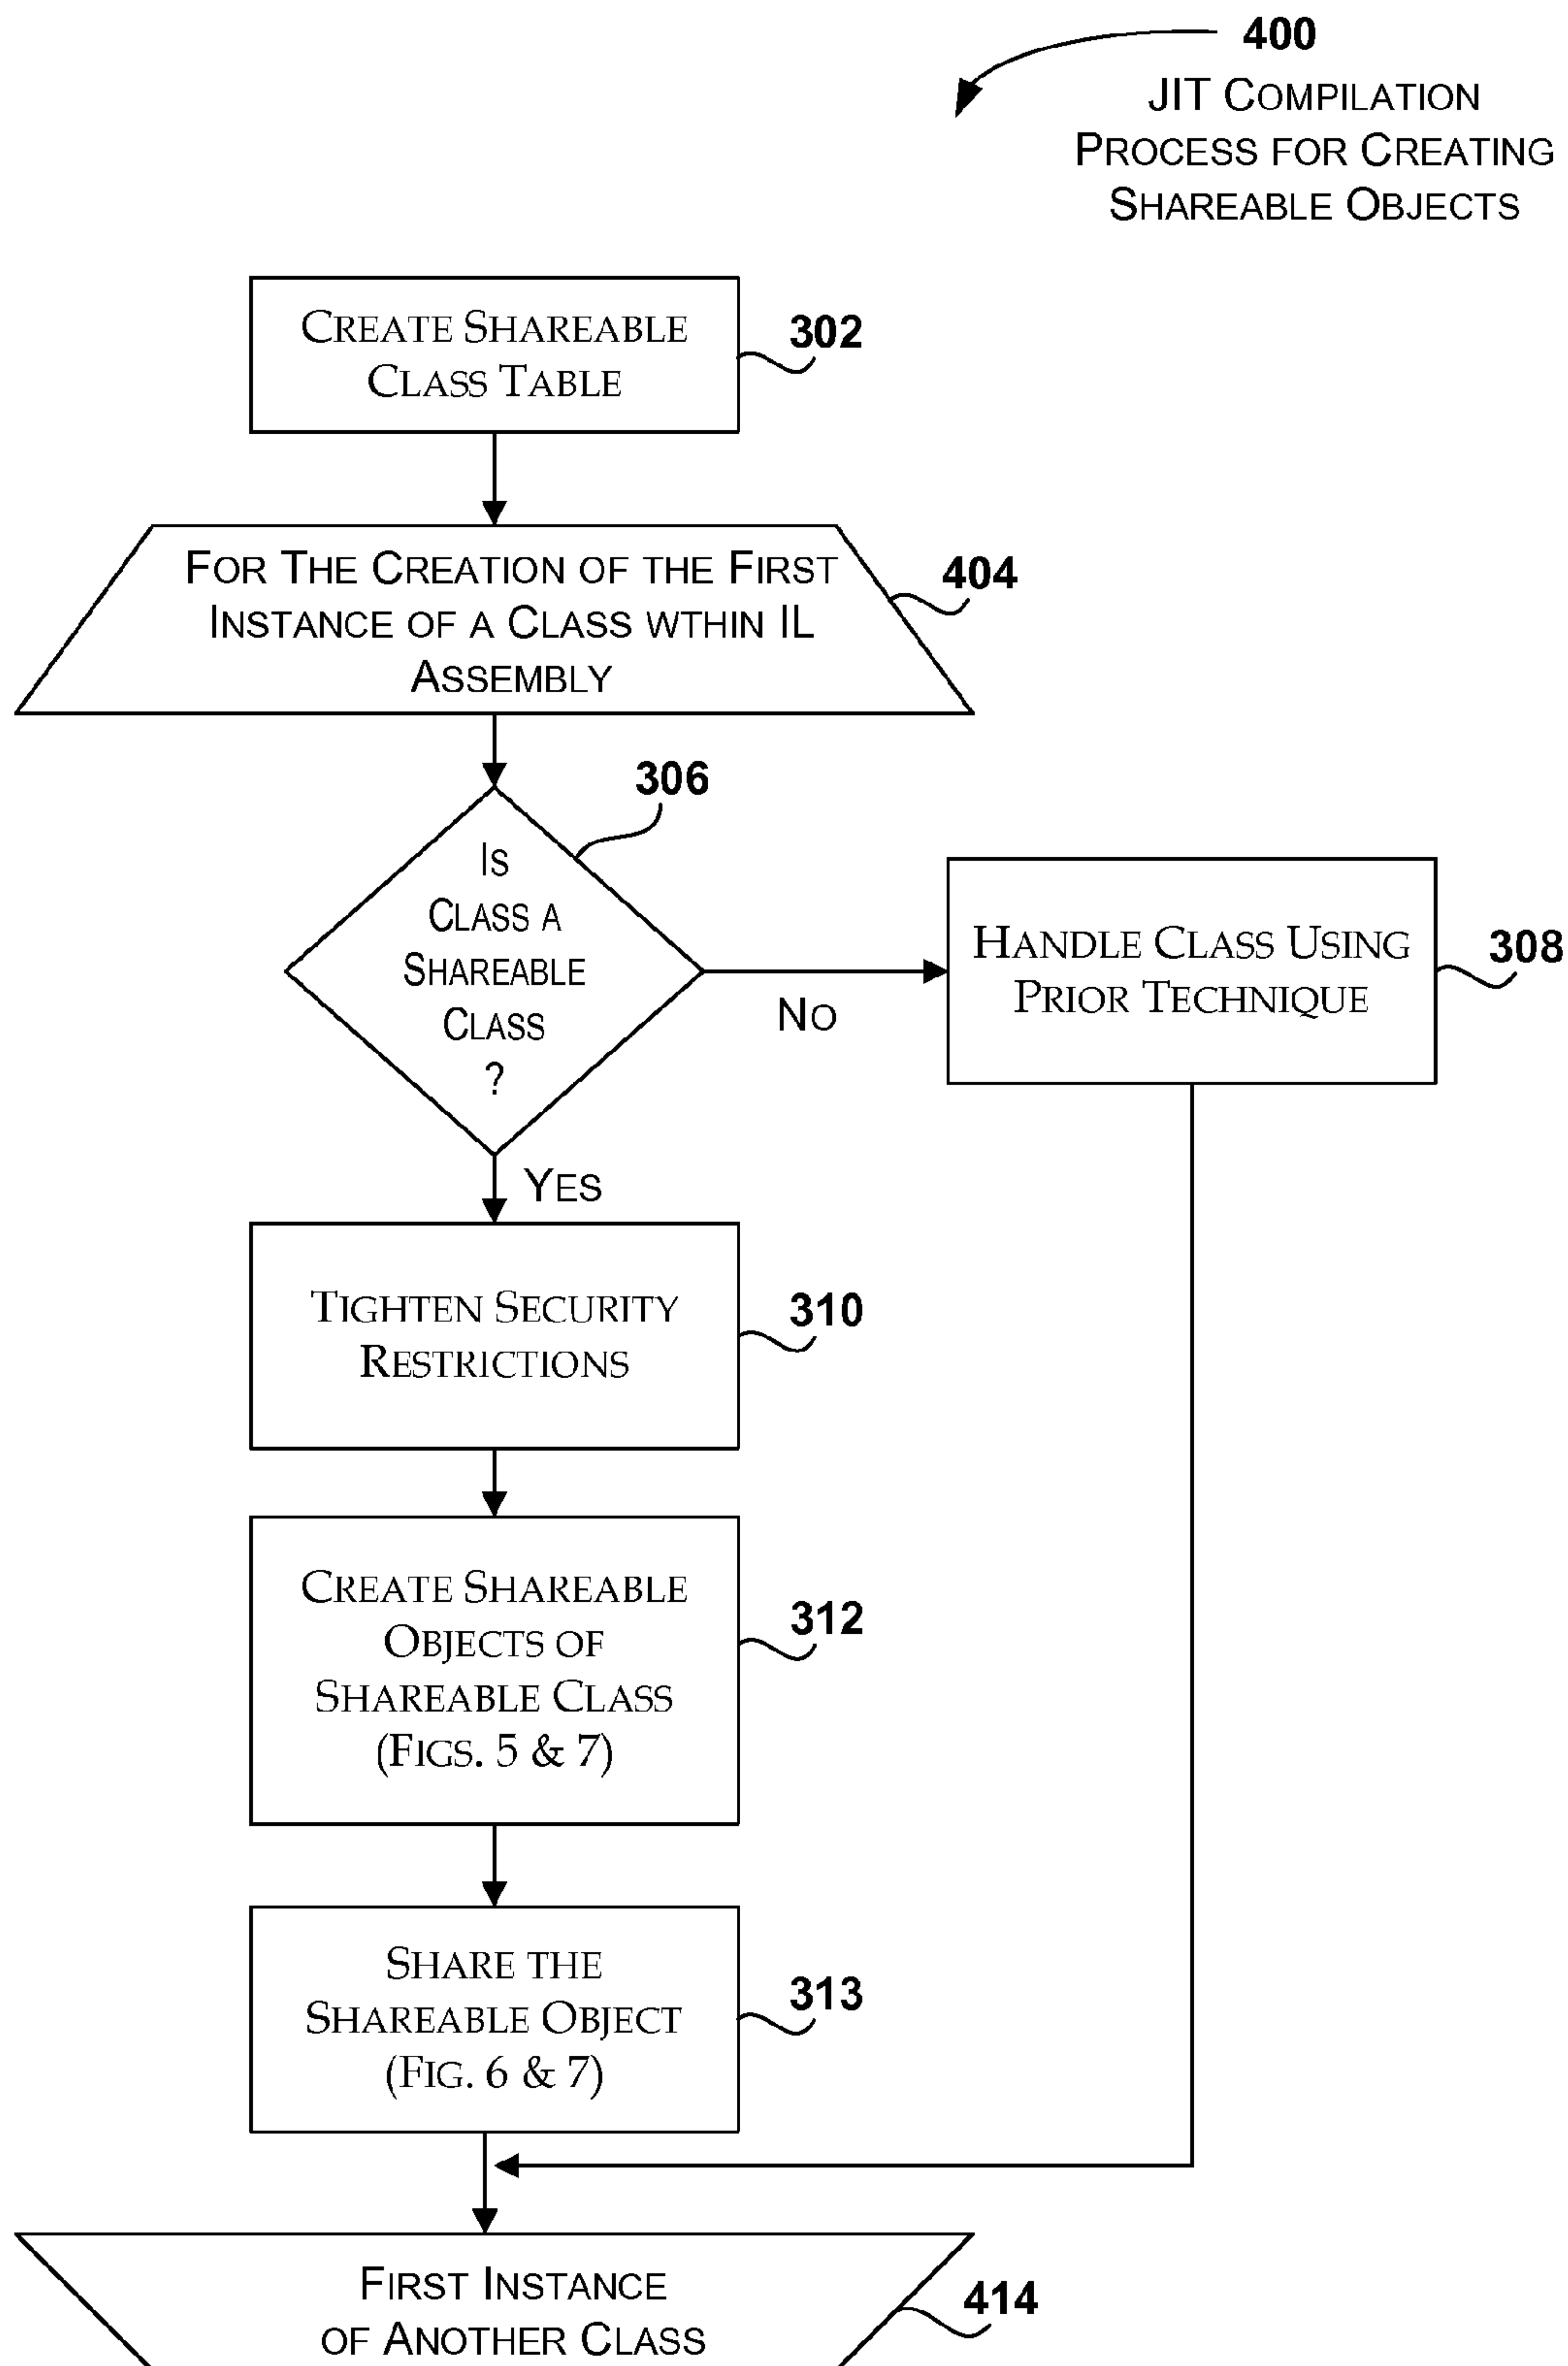 400
JIT COMPILATION
PROCESS FOR CREATING
SHAREABLE OBJECTS
CREATE SHAREABLE
CLASS TABLE
302
FOR THE CREATION OF THE FIRST
INSTANCE OF A CLASS WTHIN IL
ASSEMBLY
404
306
IS
CLASS A
SHAREABLE
CLASS
?
NO
HANDLE CLASS USING
PRIOR TECHNIQUE
308
YES
TIGHTEN SECURITY
RESTRICTIONS
310
CREATE SHAREABLE
OBJECTS OF
SHAREABLE CLASS
(FIGS. 5 & 7)
312
SHARE THE
SHAREABLE OBJECT
(FIG. 6 & 7)
313
FIRST INSTANCE
OF ANOTHER CLASS
414